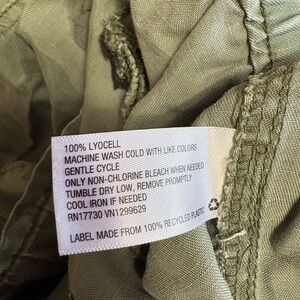 100% LYOCELL
MACHINE WASH COLD WITH LIKE COLORS
GENTLE CYCLE
ONLY NON-CHLORINE BLEACH WHEN NEEDED
TUMBLE DRY LOW, REMOVE PROMPTLY
COOL IRON IF NEEDED
RN17730 VN1299629
LABEL MADE FROM 100% RECYCLED PLASTIC